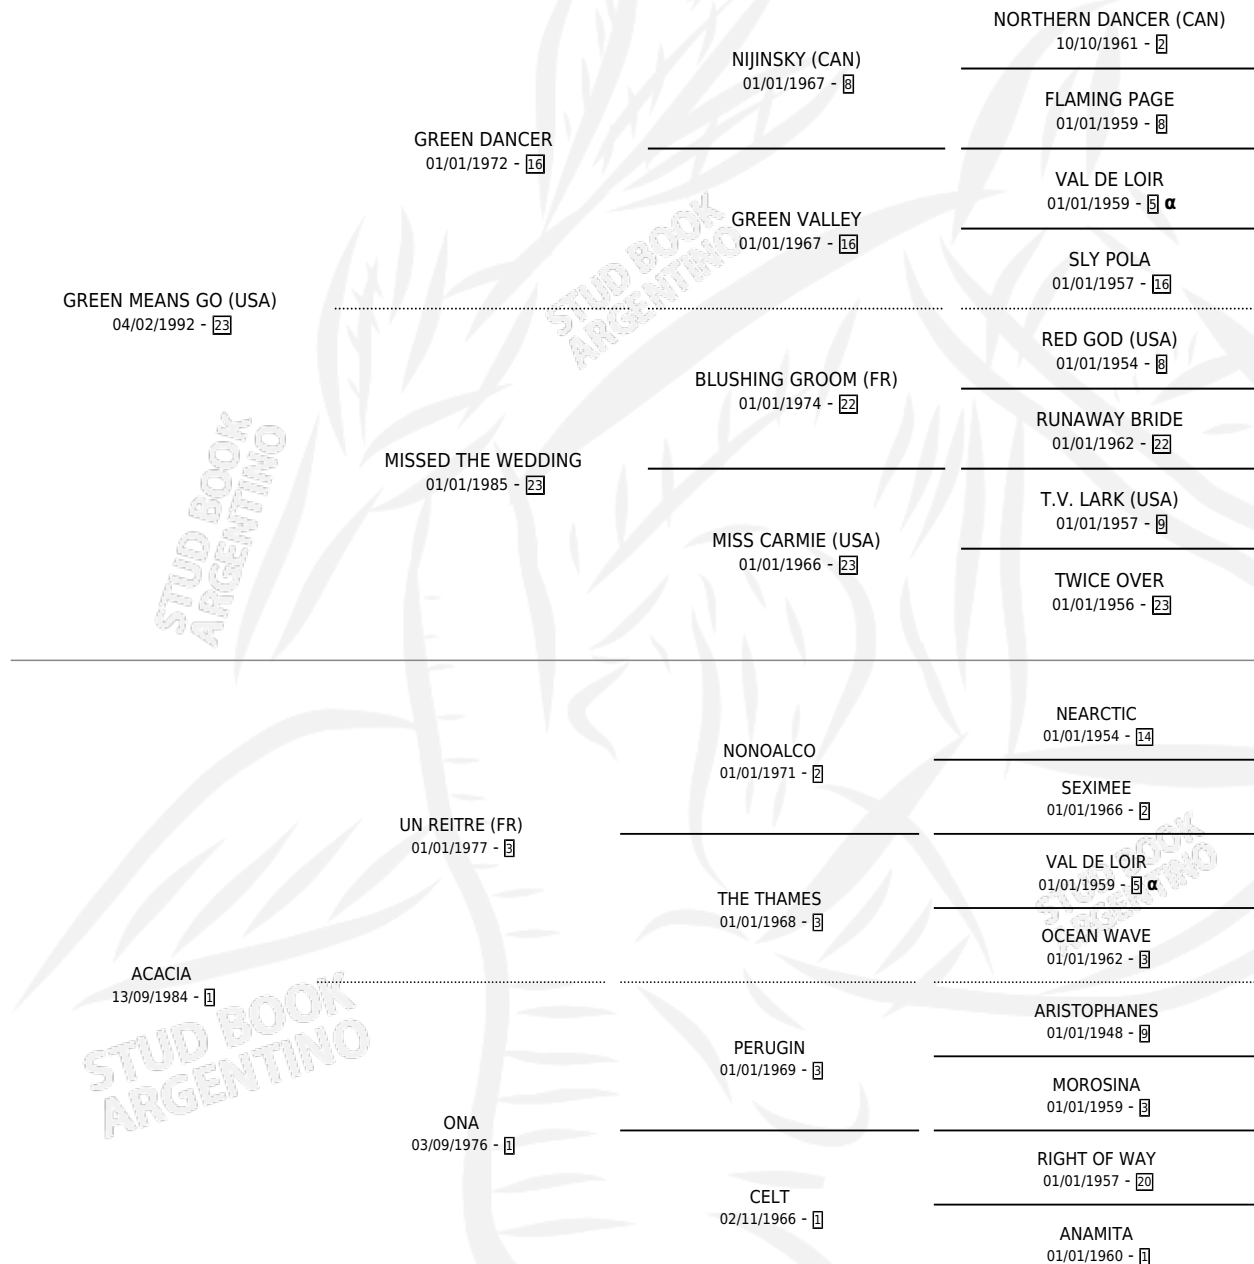 NORTHERN DANCER (CAN)
10/10/1961 - 2
NIJINSKY (CAN)
01/01/1967 - 8
FLAMING PAGE
01/01/1959 - 8
GREEN DANCER
01/01/1972 - 16
VAL DE LOIR
01/01/1959 - 5 α
GREEN VALLEY
01/01/1967 - 16
SLY POLA
01/01/1957 - 16
GREEN MEANS GO (USA)
04/02/1992 - 23
RED GOD (USA)
01/01/1954 - 8
BLUSHING GROOM (FR)
01/01/1974 - 22
RUNAWAY BRIDE
01/01/1962 - 22
MISSED THE WEDDING
01/01/1985 - 23
T.V. LARK (USA)
01/01/1957 - 9
MISS CARMIE (USA)
01/01/1966 - 23
TWICE OVER
01/01/1956 - 23
NEARCTIC
01/01/1954 - 14
NONOALCO
01/01/1971 - 2
SEXIMEE
01/01/1966 - 2
UN REITRE (FR)
01/01/1977 - 3
VAL DE LOIR
01/01/1959 - 5 α
THE THAMES
01/01/1968 - 3
OCEAN WAVE
01/01/1962 - 3
ACACIA
13/09/1984 - 1
ARISTOPHANES
01/01/1948 - 9
PERUGIN
01/01/1969 - 3
MOROSINA
01/01/1959 - 3
ONA
03/09/1976 - 1
RIGHT OF WAY
01/01/1957 - 20
CELT
02/11/1966 - 1
ANAMITA
01/01/1960 - 1
STUD BOOK
ARGENTINO
STUD BOOK
ARGENTINO
STUD BOOK
ARGENTINO
STUD BOOK
ARGENTINO